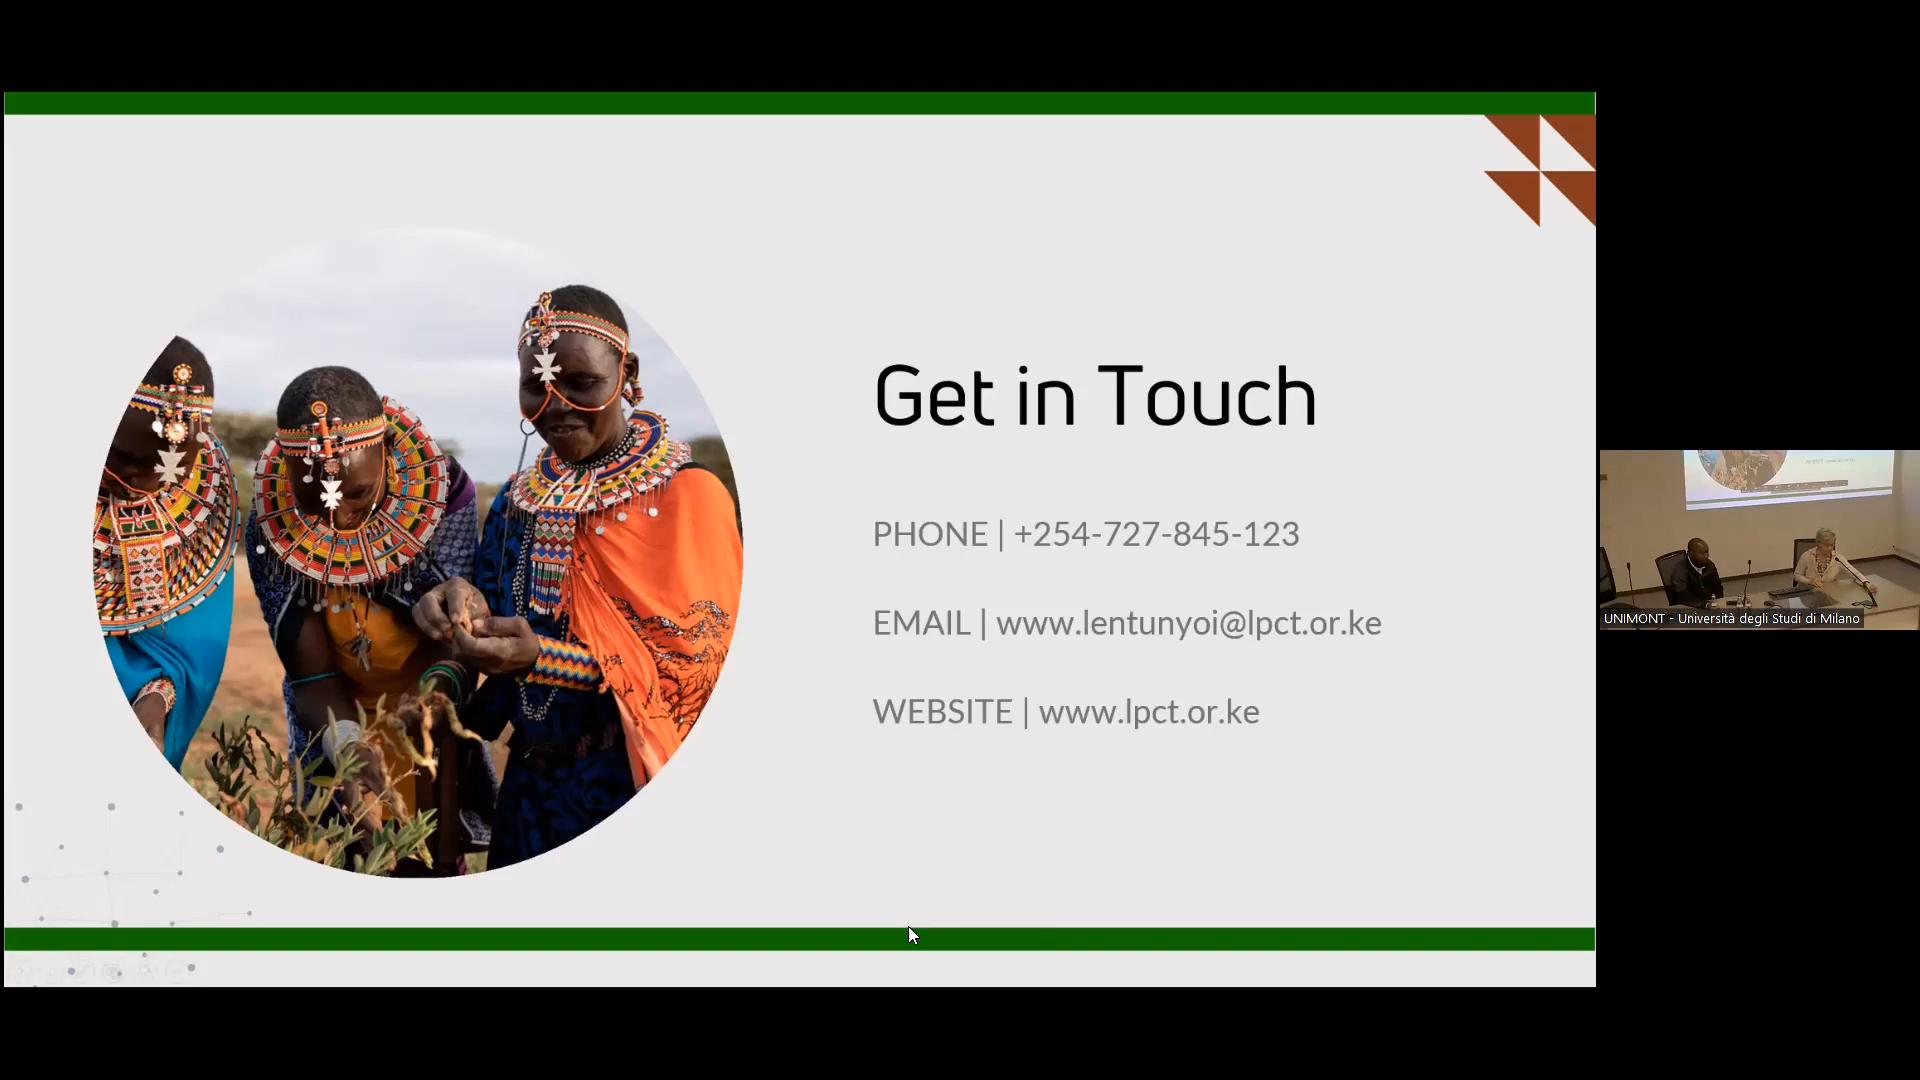 Get in Touch
PHONE | +254-727-845-123
EMAIL | www.lentunyoi@lpct.or.ke
WEBSITE | www.lpct.or.ke
UNIMONT - Università degli Studi di Milano